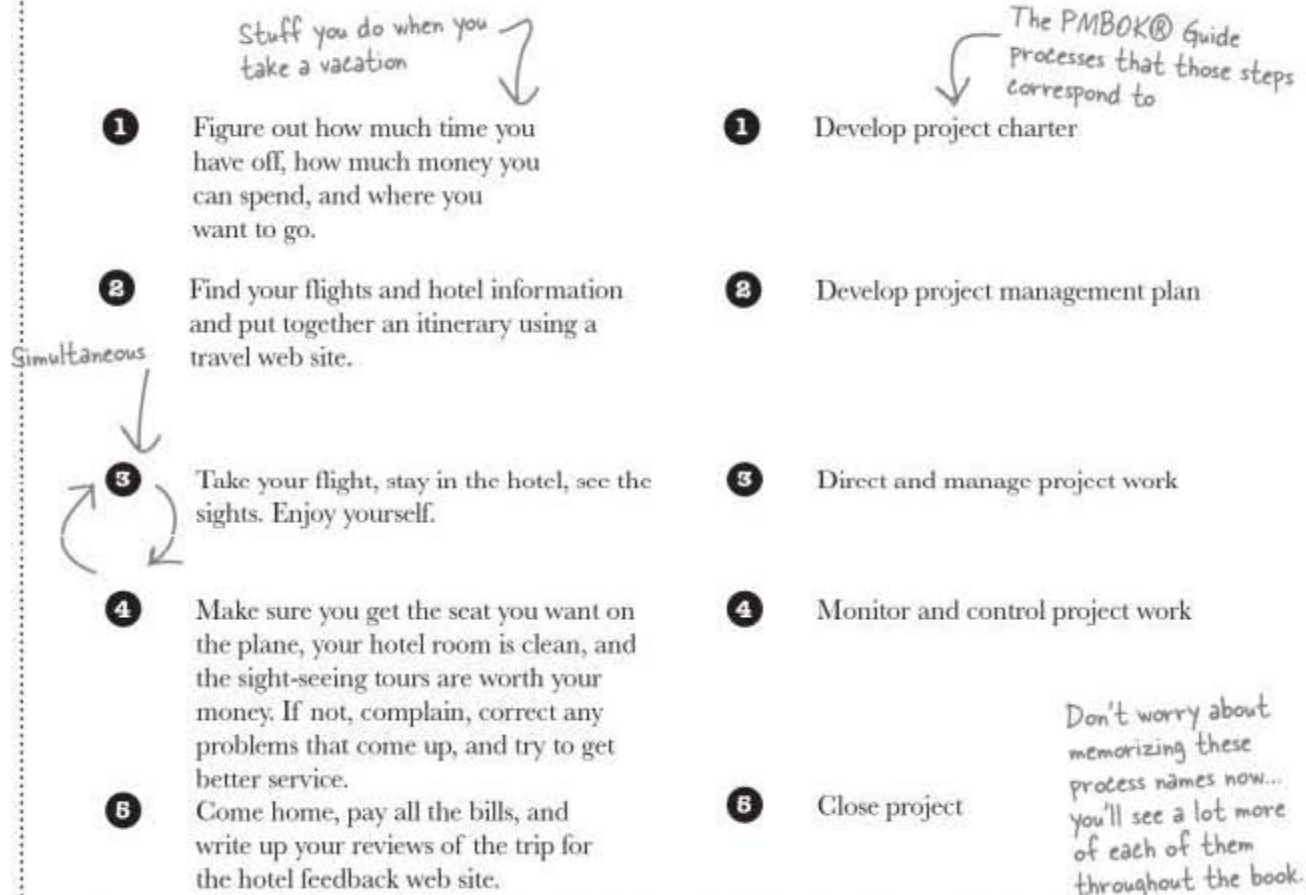 Stuff you do when you
take a vacation
The PMBOK® Guide
processes that those steps
correspond to
1 Figure out how much time you
have off, how much money you
can spend, and where you
want to go.
1 Develop project charter
2 Find your flights and hotel information
and put together an itinerary using a
travel web site.
2 Develop project management plan
Simultaneous
3 Take your flight, stay in the hotel, see the
sights. Enjoy yourself.
3 Direct and manage project work
4 Make sure you get the seat you want on
the plane, your hotel room is clean, and
the sight-seeing tours are worth your
money. If not, complain, correct any
problems that come up, and try to get
better service.
4 Monitor and control project work
5 Come home, pay all the bills, and
write up your reviews of the trip for
the hotel feedback web site.
5 Close project
Don't worry about
memorizing these
process names now...
you'll see a lot more
of each of them
throughout the book.